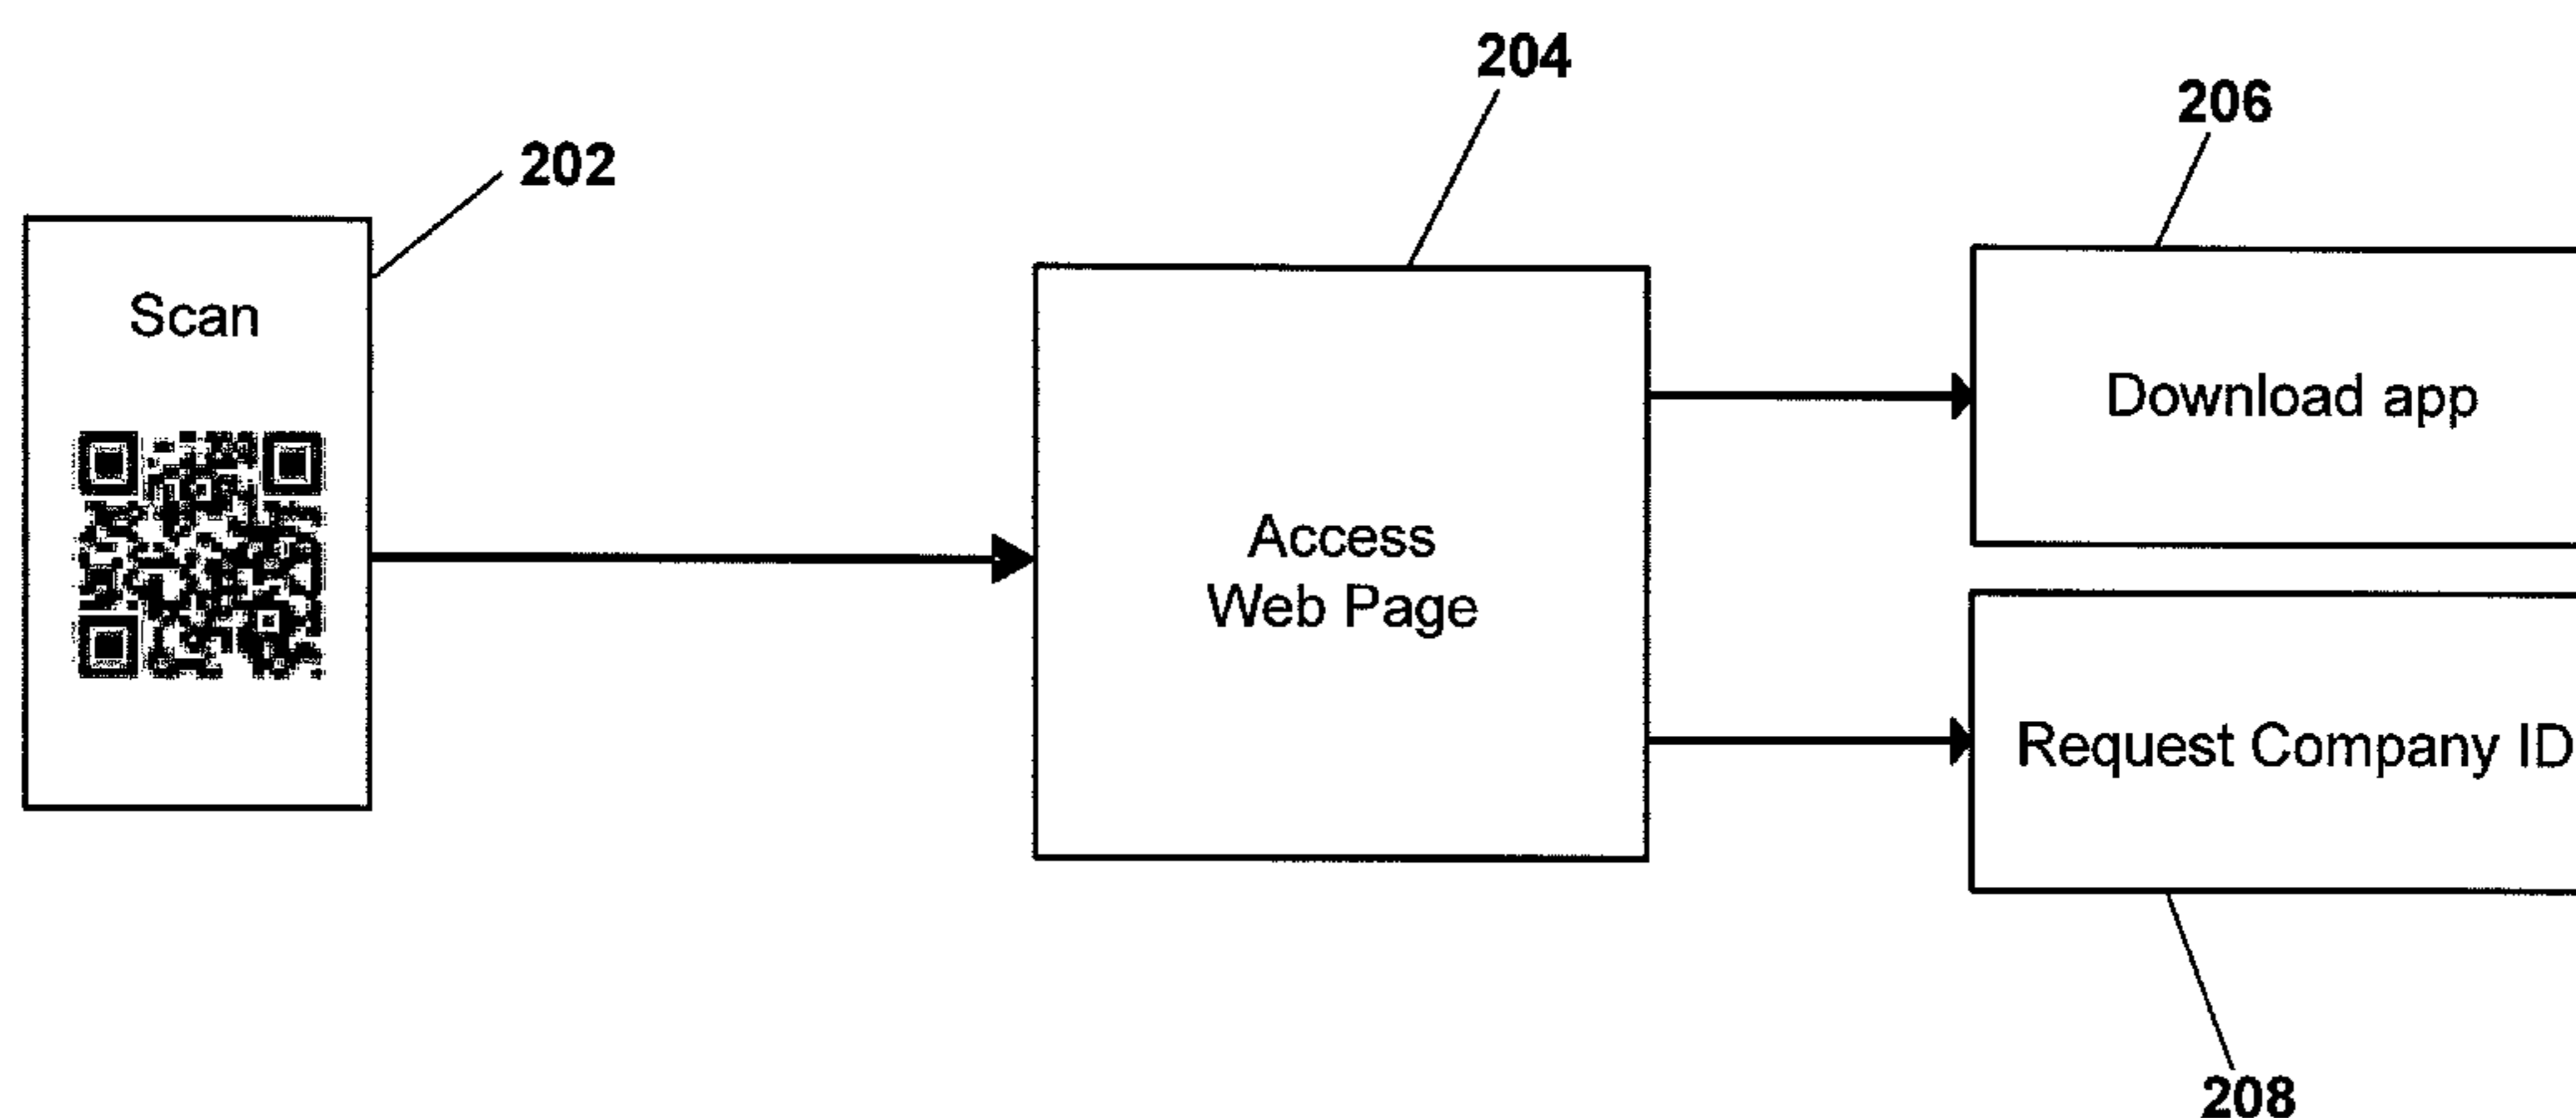 204
206
202
Scan
Download app
Access
Web Page
Request Company ID
208